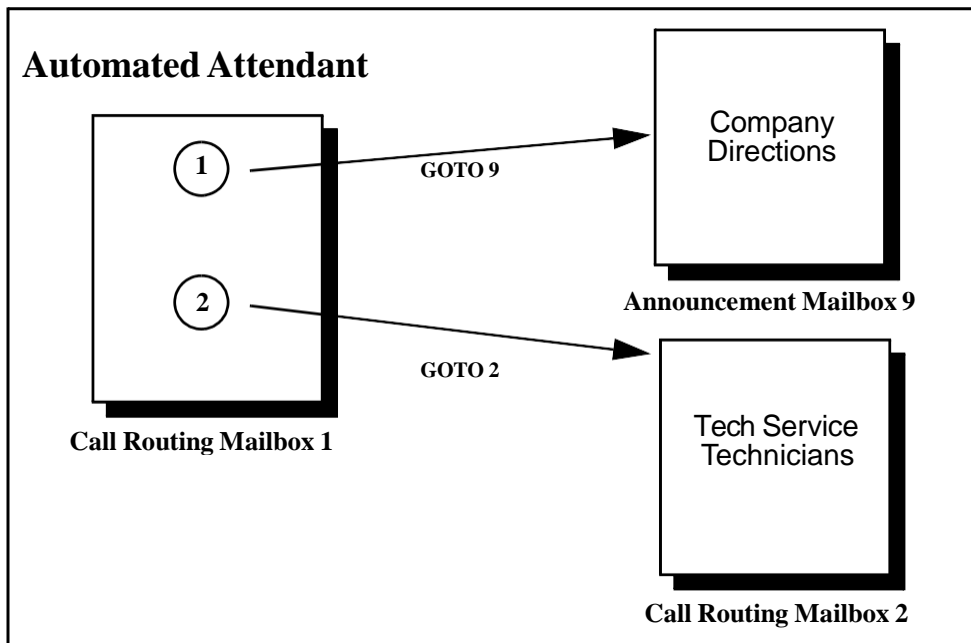 Automated Attendant
1
GOTO 9
Company
Directions
Announcement Mailbox 9
2
GOTO 2
Call Routing Mailbox 1
Tech Service
Technicians
Call Routing Mailbox 2